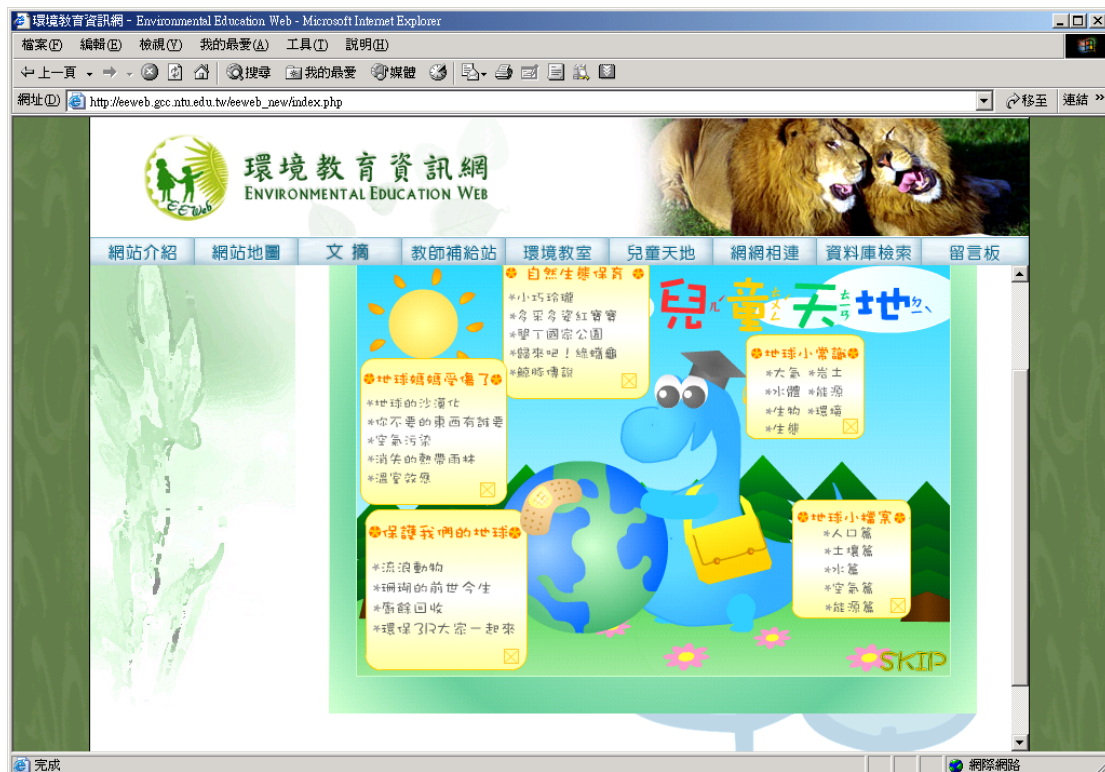 環境教育資訊網 - Environmental Education Web - Microsoft Internet Explorer
檔案(F) 編輯(E) 檢視(V) 我的最愛(A) 工具(T) 說明(H)
上一頁 搜尋 我的最愛 媒體
網址(D) http://eeweb.gcc.ntu.edu.tw/eeweb_new/index.php 移至 連結 »
環境教育資訊網
ENVIRONMENTAL EDUCATION WEB
EEWeb
網站介紹 網站地圖 文摘 教師補給站 環境教室 兒童天地 網網相連 資料庫檢索 留言板
兒ㄦˊ童ㄊㄨㄥˊ天ㄊㄧㄢ地ㄉㄧˋ
自然生態保育
*小巧玲瓏
*多采多姿紅寶寶
*墾丁國家公園
*歸來吧!綠蠵龜
*鯨豚傳說
地球小常識
*大氣 *岩土
*水體 *能源
*生物 *環境
*生態
地球媽媽受傷了
*地球的沙漠化
*你不要的東西有誰要
*空氣污染
*消失的熱帶雨林
*溫室效應
保護我們的地球
*流浪動物
*珊瑚的前世今生
*廚餘回收
*環保3R大家一起來
地球小檔案
*人口篇
*土壤篇
*水篇
*空氣篇
*能源篇
SKIP
完成 網際網路